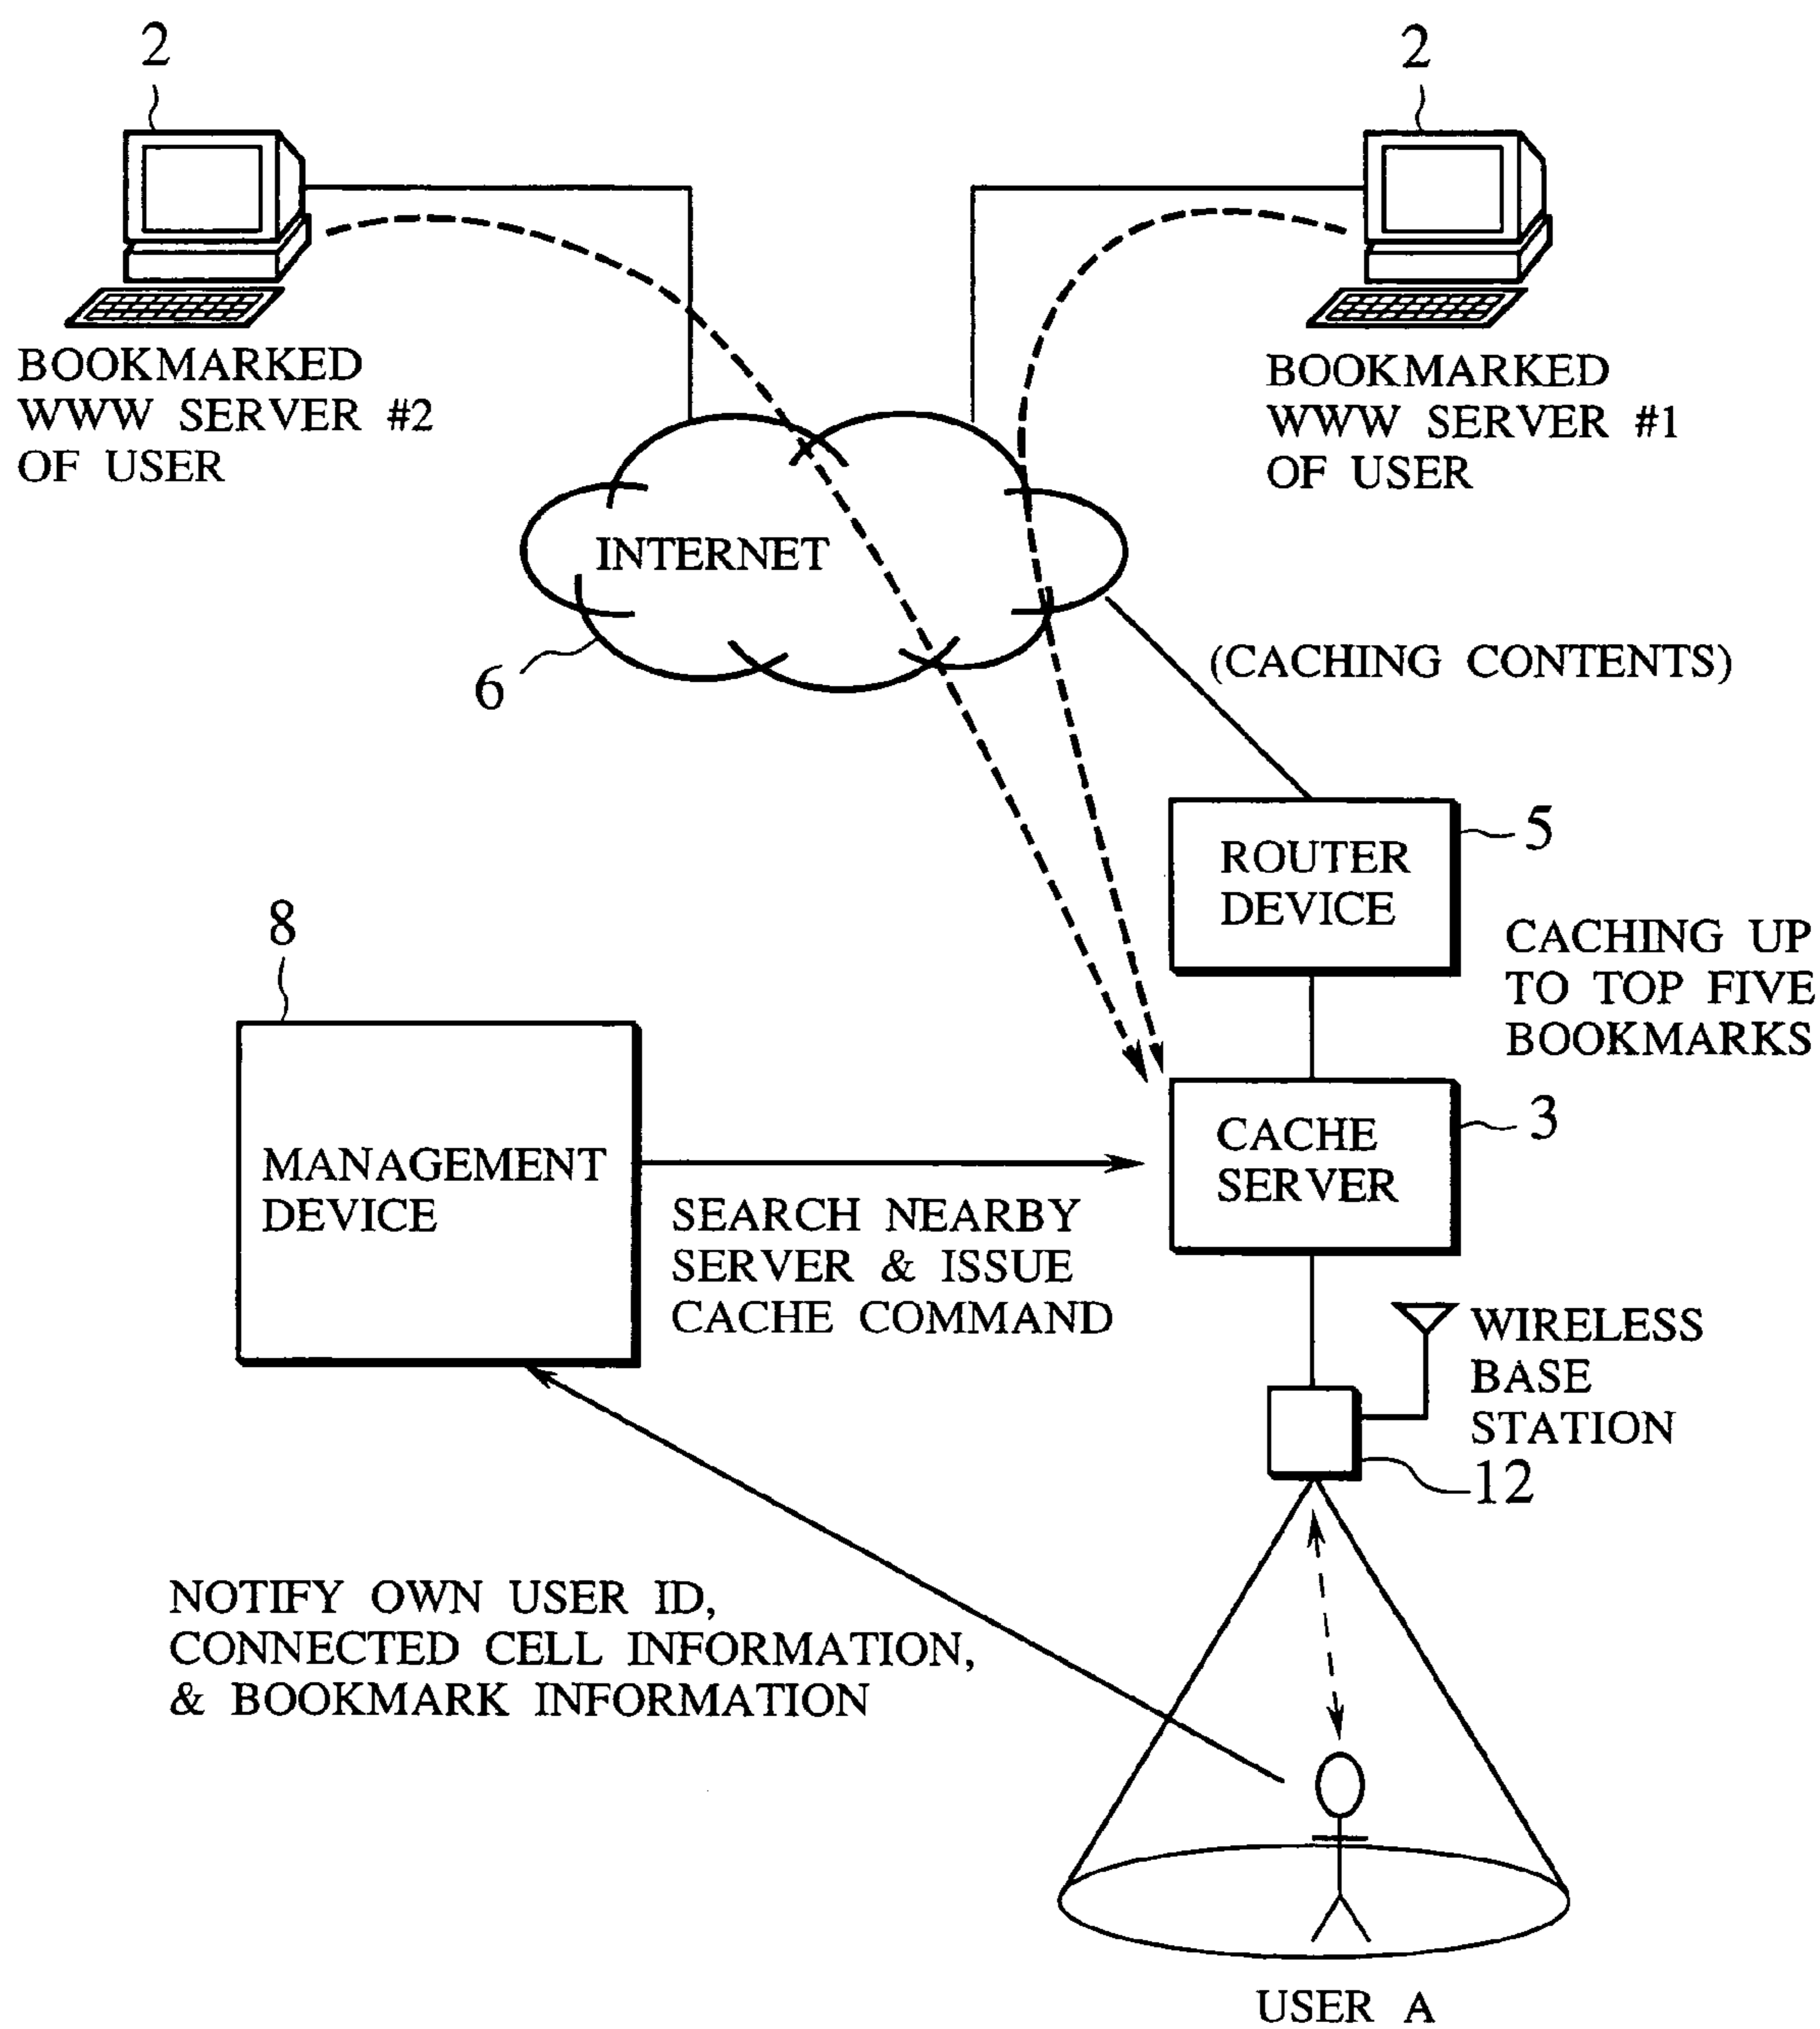 2
2
BOOKMARKED
WWW SERVER #2
OF USER
BOOKMARKED
WWW SERVER #1
OF USER
INTERNET
6
(CACHING CONTENTS)
ROUTER
DEVICE
5
CACHING UP
TO TOP FIVE
BOOKMARKS
8
MANAGEMENT
DEVICE
SEARCH NEARBY
SERVER & ISSUE
CACHE COMMAND
CACHE
SERVER
3
WIRELESS
BASE
STATION
12
NOTIFY OWN USER ID,
CONNECTED CELL INFORMATION,
& BOOKMARK INFORMATION
USER A